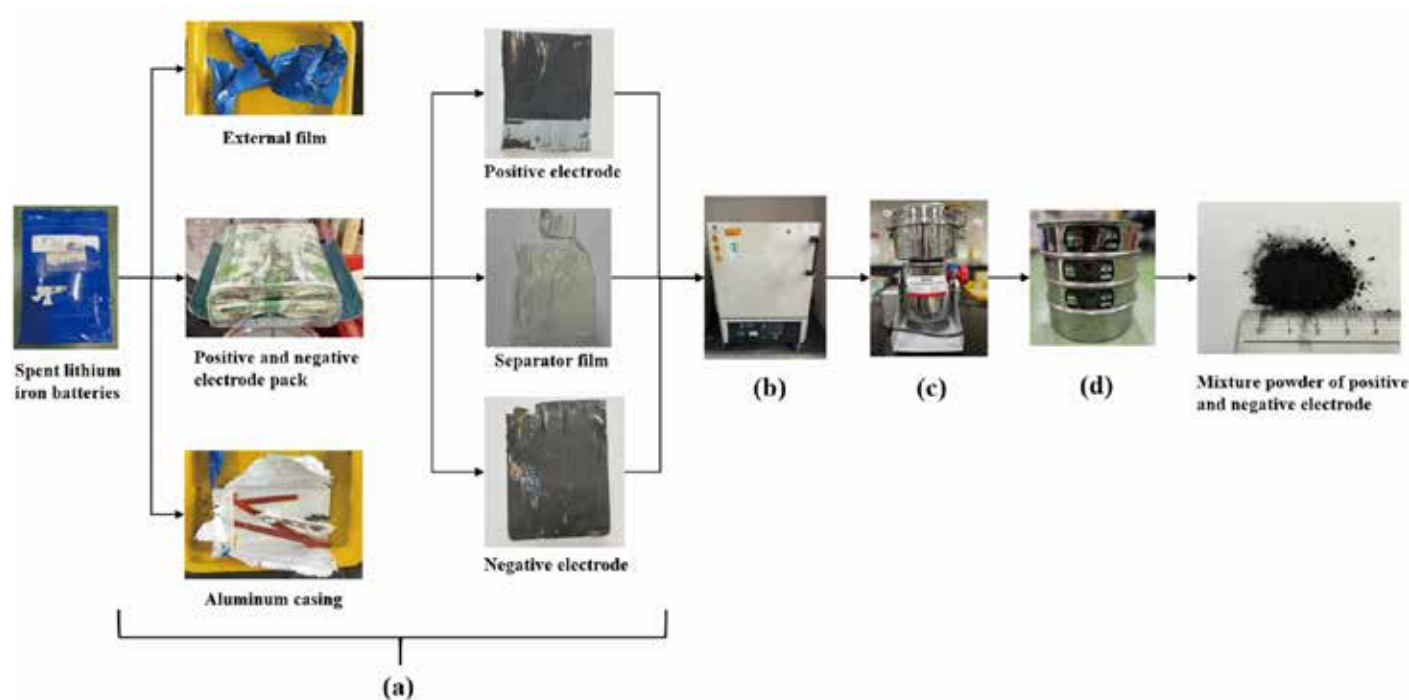 External film
Positive electrode
Spent lithium
iron batteries
Positive and negative
electrode pack
Separator film
(b)
(c)
(d)
Mixture powder of positive
and negative electrode
Aluminum casing
Negative electrode
(a)